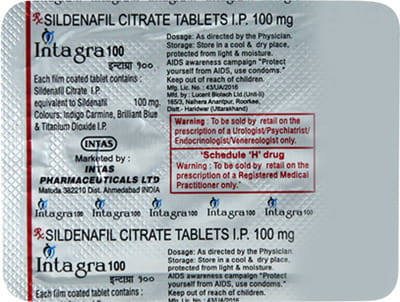 Intagra Intagra Intagra Intagra
℞ SILDENAFIL CITRATE TABLETS I.P. 100 mg
Intagra 100
इन्टाग्रा १००
Each film coated tablet contains :
Sildenafil Citrate I.P.
equivalent to Sildenafil 100 mg.
Colours: Indigo Carmine, Brilliant Blue
& Titanium Dioxide I.P.
INTAS
Marketed by :
INTAS
PHARMACEUTICALS LTD
Matoda 382210 Dist. Ahmedabad INDIA
Dosage: As directed by the Physician.
Storage: Store in a cool & dry place,
protected from light & moisture.
AIDS awareness campaign "Protect
yourself from AIDS, use condoms."
Keep out of reach of children.
Mfg. Lic. No. : 43/UA/2016
Mfd. by : Lucent Biotech Ltd.(Unit-II)
185/3, Nalhera Anantpur, Roorkee,
Distt.- Haridwar (Uttarakhand)
Warning : To be sold by retail on the
prescription of a Urologist/Psychiatrist/
Endocrinologist/Venereologist only.
'Schedule 'H' drug
Warning : To be sold by retail on the
prescription of a Registered Medical
Practitioner only."
Intagra Intagra Intagra Intagra Intagra
℞ SILDENAFIL CITRATE TABLETS I.P. 100 mg
Intagra 100
इन्टाग्रा १००
Each film coated tablet contains :
Dosage: As directed by the Physician.
Storage: Store in a cool & dry place,
protected from light & moisture.
AIDS awareness campaign "Protect
yourself from AIDS, use condoms."
Keep out of reach of children.
Mfg. Lic. No. : 43/UA/2016